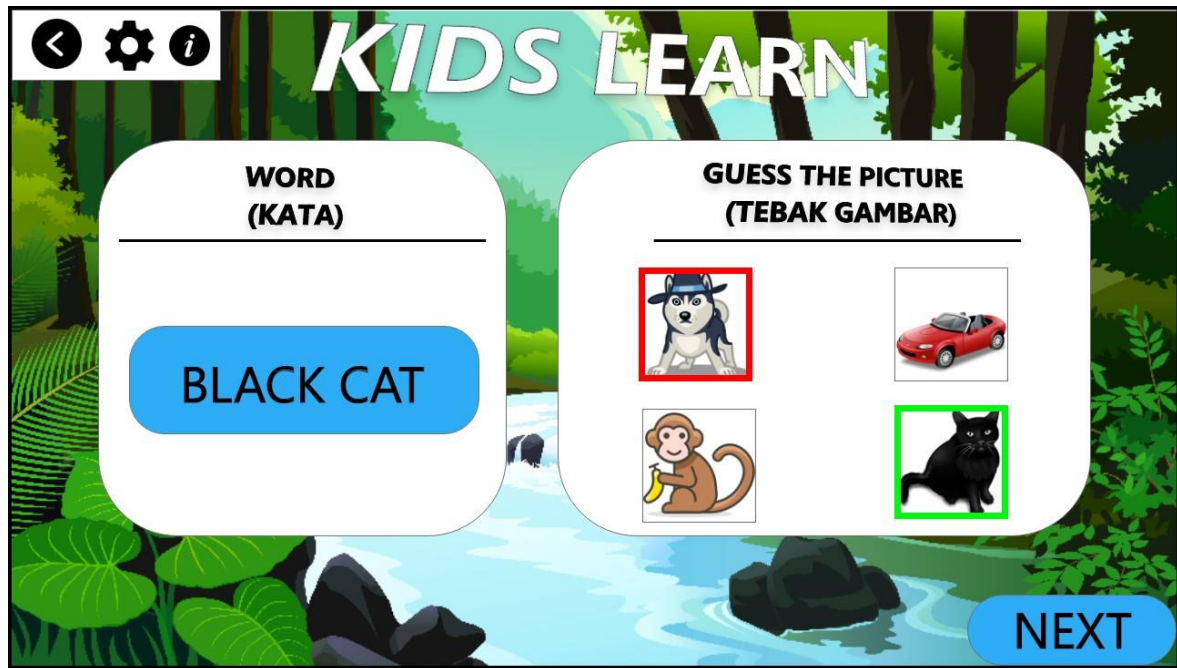 KIDS LEARN
WORD
(KATA)
BLACK CAT
GUESS THE PICTURE
(TEBAK GAMBAR)
NEXT